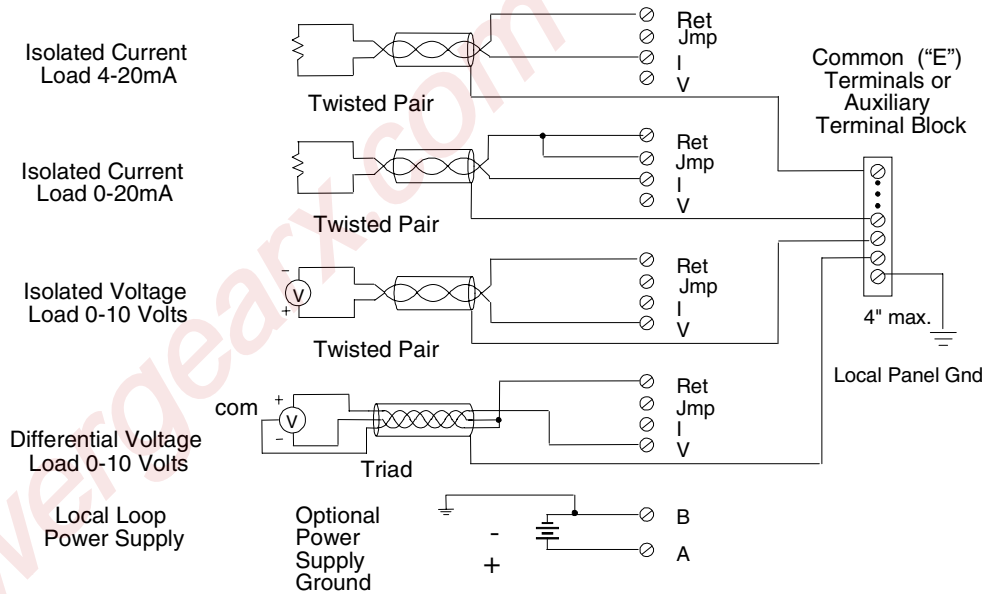 Isolated Current
Load 4-20mA
Twisted Pair
Ret
Jmp
I
V
Common ("E")
Terminals or
Auxiliary
Terminal Block
Isolated Current
Load 0-20mA
Twisted Pair
Ret
Jmp
I
V
Isolated Voltage
Load 0-10 Volts
−
V
+
Twisted Pair
Ret
Jmp
I
V
4" max.
Local Panel Gnd
Differential Voltage
Load 0-10 Volts
com
+
V
−
Triad
Ret
Jmp
I
V
Local Loop
Power Supply
Optional
Power
Supply
Ground
-
+
B
A
wergearx.com